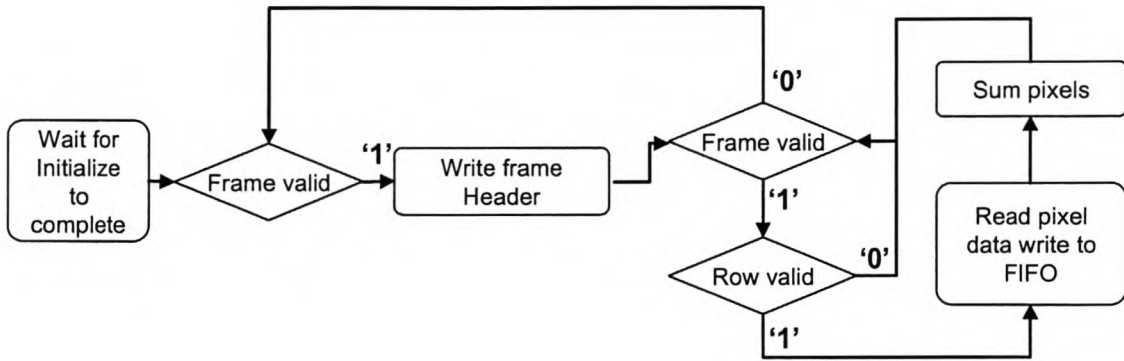 Wait for
Initialize
to
complete
Frame valid
‘1’
Write frame
Header
‘0’
Frame valid
‘1’
Row valid
‘0’
‘1’
Sum pixels
Read pixel
data write to
FIFO